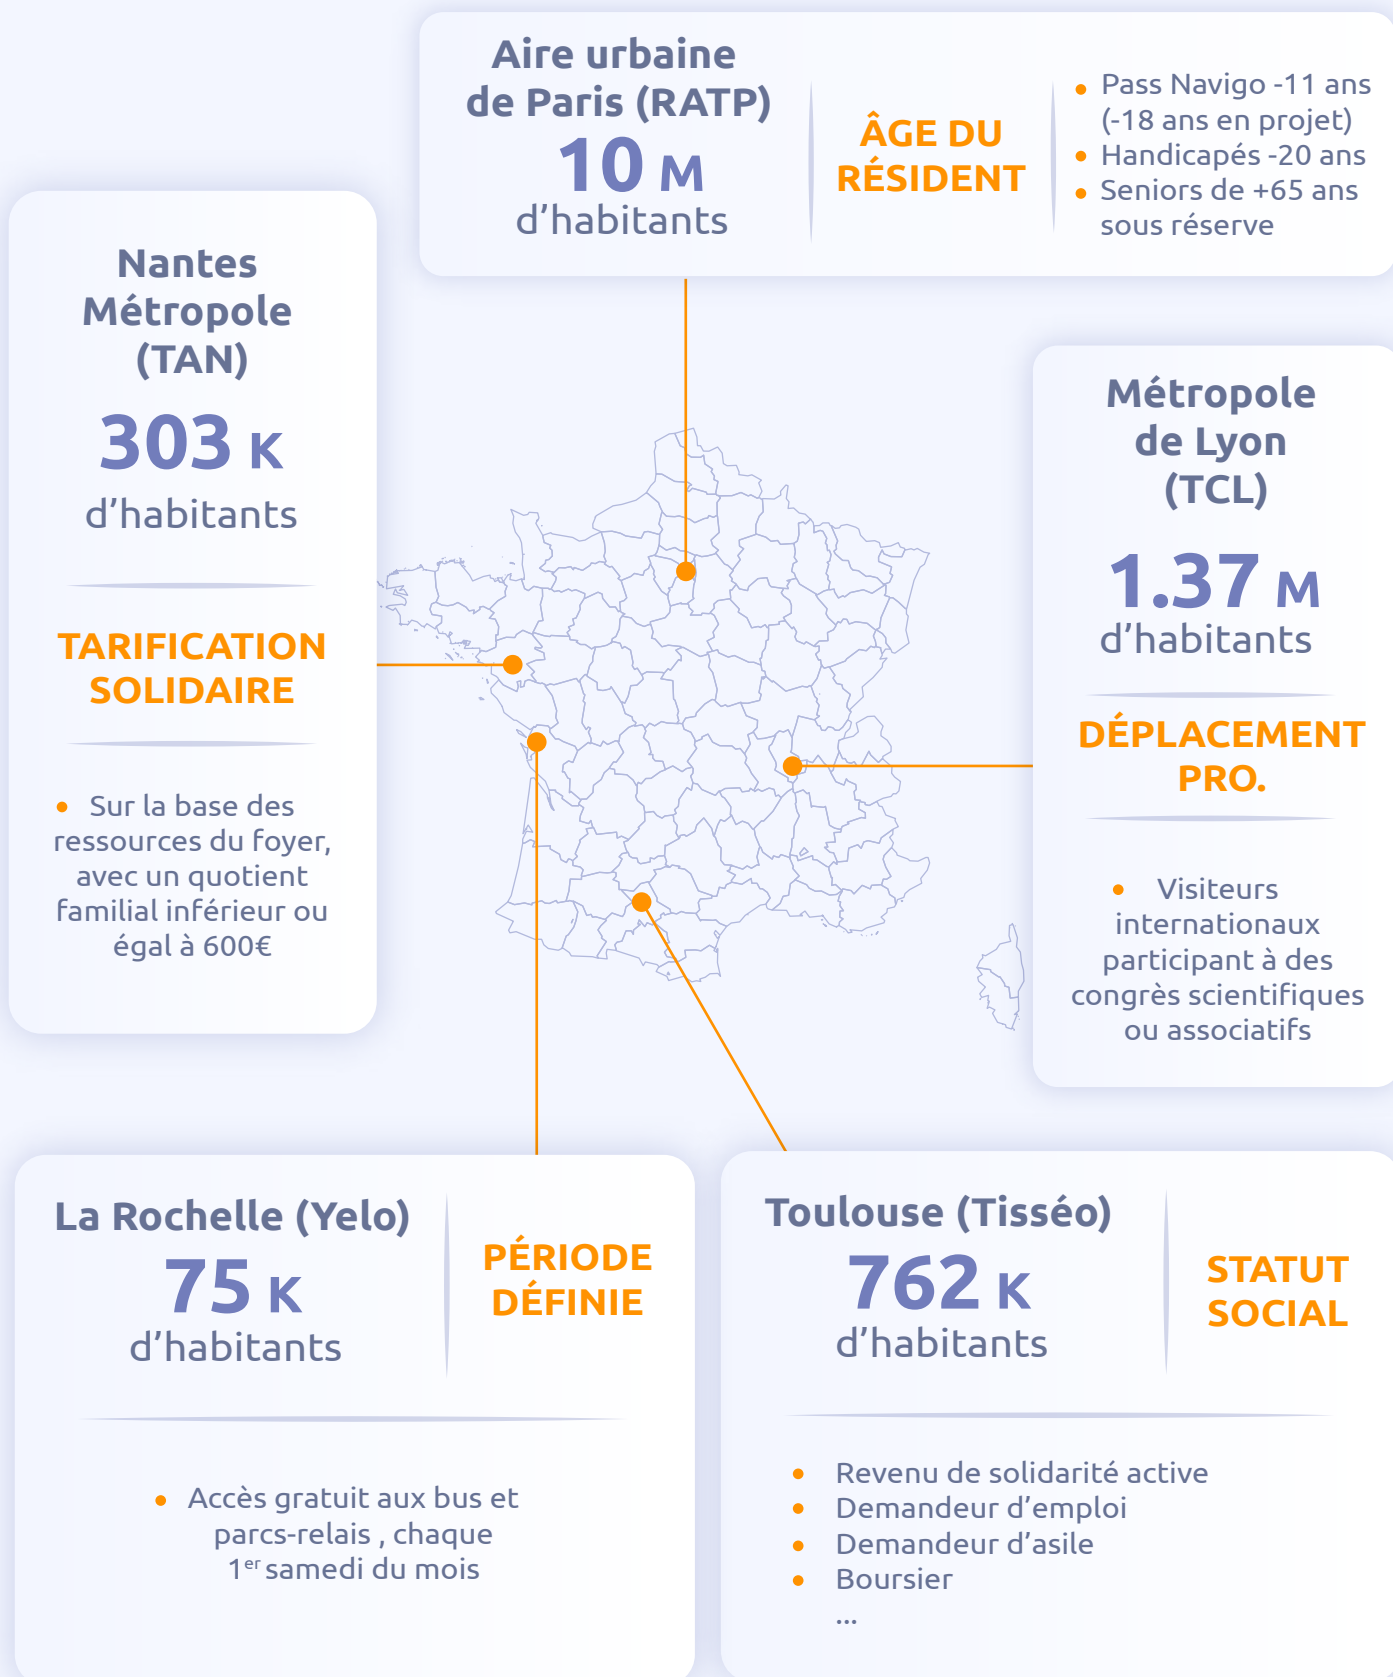 Aire urbaine
de Paris (RATP)
10 M
d’habitants
ÂGE DU
RÉSIDENT
• Pass Navigo -11 ans
(-18 ans en projet)
• Handicapés -20 ans
• Seniors de +65 ans
sous réserve
Nantes
Métropole
(TAN)
303 K
d’habitants
TARIFICATION
SOLIDAIRE
• Sur la base des
ressources du foyer,
avec un quotient
familial inférieur ou
égal à 600€
Métropole
de Lyon
(TCL)
1.37 M
d’habitants
DÉPLACEMENT
PRO.
• Visiteurs
internationaux
participant à des
congrès scientifiques
ou associatifs
La Rochelle (Yelo)
75 K
d’habitants
PÉRIODE
DÉFINIE
• Accès gratuit aux bus et
parcs-relais , chaque
1er samedi du mois
Toulouse (Tisséo)
762 K
d’habitants
STATUT
SOCIAL
• Revenu de solidarité active
• Demandeur d’emploi
• Demandeur d’asile
• Boursier
...